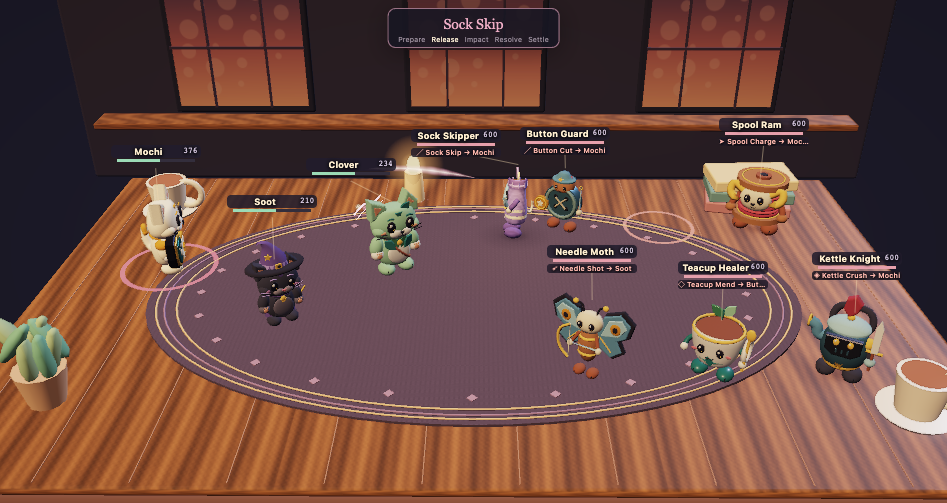 Sock Skip
Prepare Release Impact Resolve Settle
Mochi 376
Clover 234
Soot 210
Sock Skipper 600
Sock Skip → Mochi
Button Guard 600
Button Cut → Mochi
Spool Ram 600
Spool Charge → Moc...
Needle Moth 600
Needle Shot → Soot
Teacup Healer 600
Teacup Mend → But...
Kettle Knight 600
Kettle Crush → Mochi